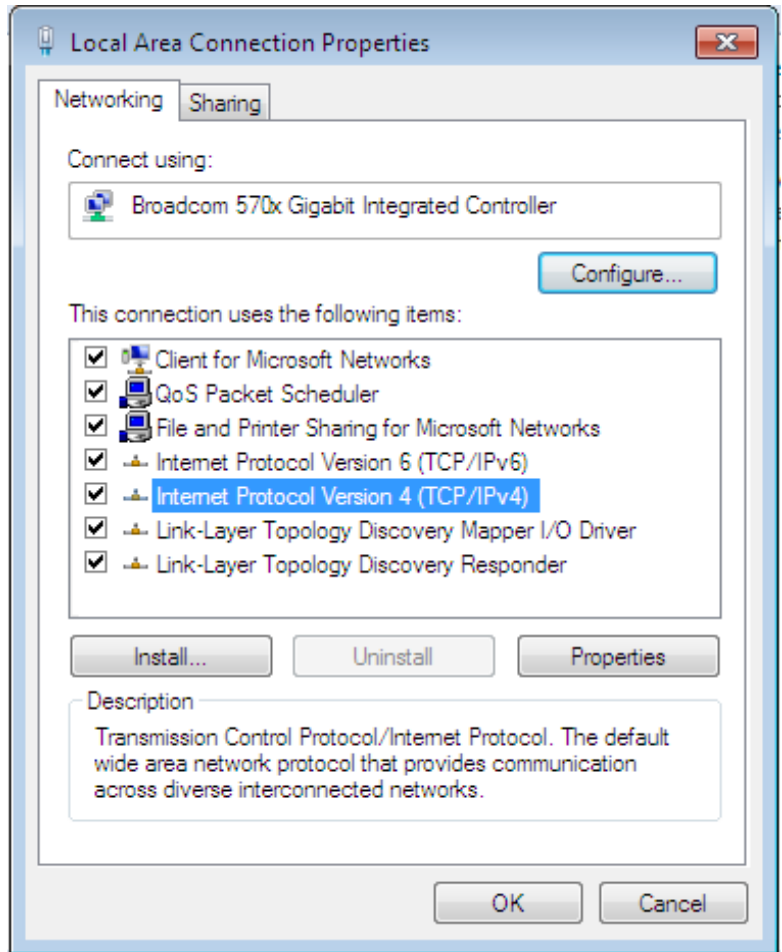 Local Area Connection Properties
Networking
Sharing
Connect using:
Broadcom 570x Gigabit Integrated Controller
Configure...
This connection uses the following items:
Client for Microsoft Networks
QoS Packet Scheduler
File and Printer Sharing for Microsoft Networks
Internet Protocol Version 6 (TCP/IPv6)
Internet Protocol Version 4 (TCP/IPv4)
Link-Layer Topology Discovery Mapper I/O Driver
Link-Layer Topology Discovery Responder
Install...
Uninstall
Properties
Description
Transmission Control Protocol/Internet Protocol. The default
wide area network protocol that provides communication
across diverse interconnected networks.
OK
Cancel